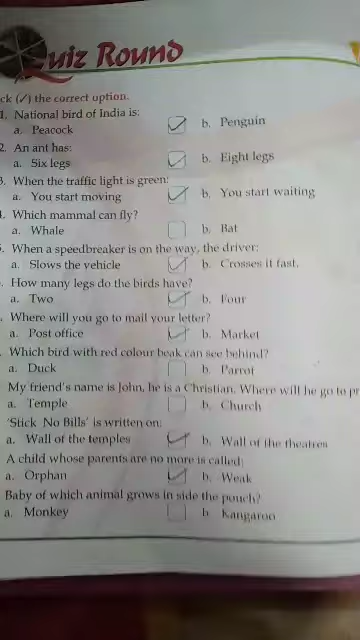 Quiz Round
ck (✓) the correct option.
1. National bird of India is:
a. Peacock b. Penguin
2. An ant has:
a. Six legs b. Eight legs
3. When the traffic light is green:
a. You start moving b. You start waiting
. Which mammal can fly?
a. Whale b. Bat
. When a speedbreaker is on the way, the driver:
a. Slows the vehicle b. Crosses it fast.
. How many legs do the birds have?
a. Two b. Four
. Where will you go to mail your letter?
a. Post office b. Market
. Which bird with red colour beak can see behind?
a. Duck b. Parrot
My friend's name is John, he is a Christian. Where will he go to pr
a. Temple b. Church
'Stick No Bills' is written on:
a. Wall of the temples b. Wall of the theatres
A child whose parents are no more is called:
a. Orphan b. Weak
Baby of which animal grows in side the pouch?
a. Monkey b. Kangaroo